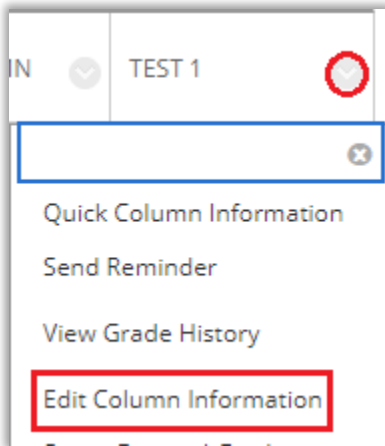 IN TEST 1
Quick Column Information
Send Reminder
View Grade History
Edit Column Information